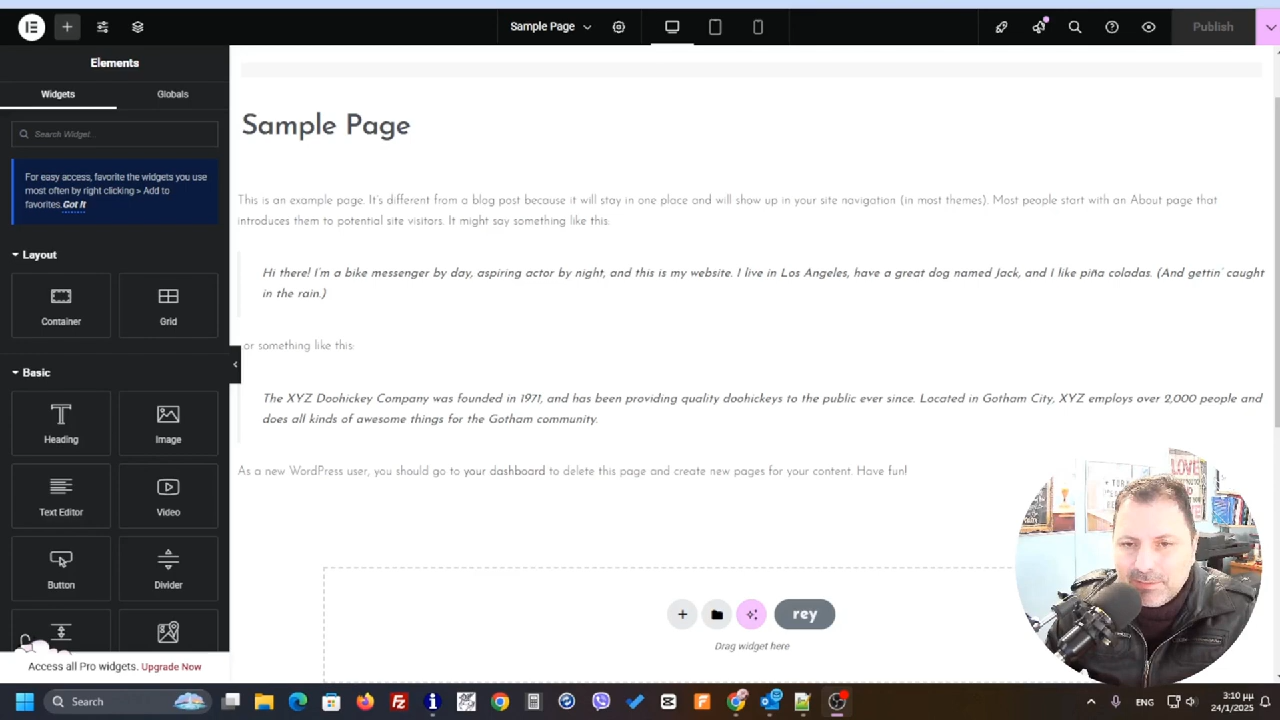 Sample Page
Publish
Elements
Widgets
Globals
Search Widget...
For easy access, favorite the widgets you
use most often by right clicking > Add to
favorites. Got It
Layout
Container
Grid
Basic
Heading
Image
Text Editor
Video
Button
Divider
Access all Pro widgets. Upgrade Now
Sample Page
This is an example page. It's different from a blog post because it will stay in one place and will show up in your site navigation (in most themes). Most people start with an About page that
introduces them to potential site visitors. It might say something like this:
Hi there! I'm a bike messenger by day, aspiring actor by night, and this is my website. I live in Los Angeles, have a great dog named Jack, and I like piña coladas. (And gettin' caught
in the rain.)
or something like this:
The XYZ Doohickey Company was founded in 1971, and has been providing quality doohickeys to the public ever since. Located in Gotham City, XYZ employs over 2,000 people and
does all kinds of awesome things for the Gotham community.
As a new WordPress user, you should go to your dashboard to delete this page and create new pages for your content. Have fun!
rey
Drag widget here
LOVE
Search
3:10 μμ
24/1/2025